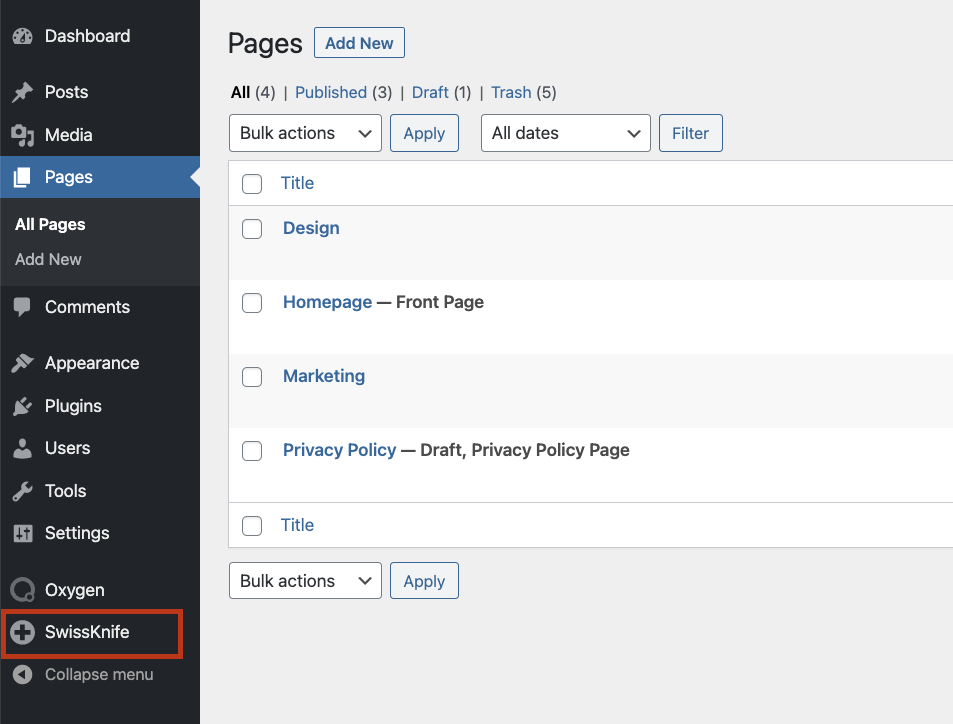 Dashboard
Posts
Media
Pages
All Pages
Add New
Comments
Appearance
Plugins
Users
Tools
Settings
Oxygen
SwissKnife
Collapse menu
Pages Add New
All (4) | Published (3) | Draft (1) | Trash (5)
Bulk actions Apply All dates Filter
Title
Design
Homepage — Front Page
Marketing
Privacy Policy — Draft, Privacy Policy Page
Title
Bulk actions Apply